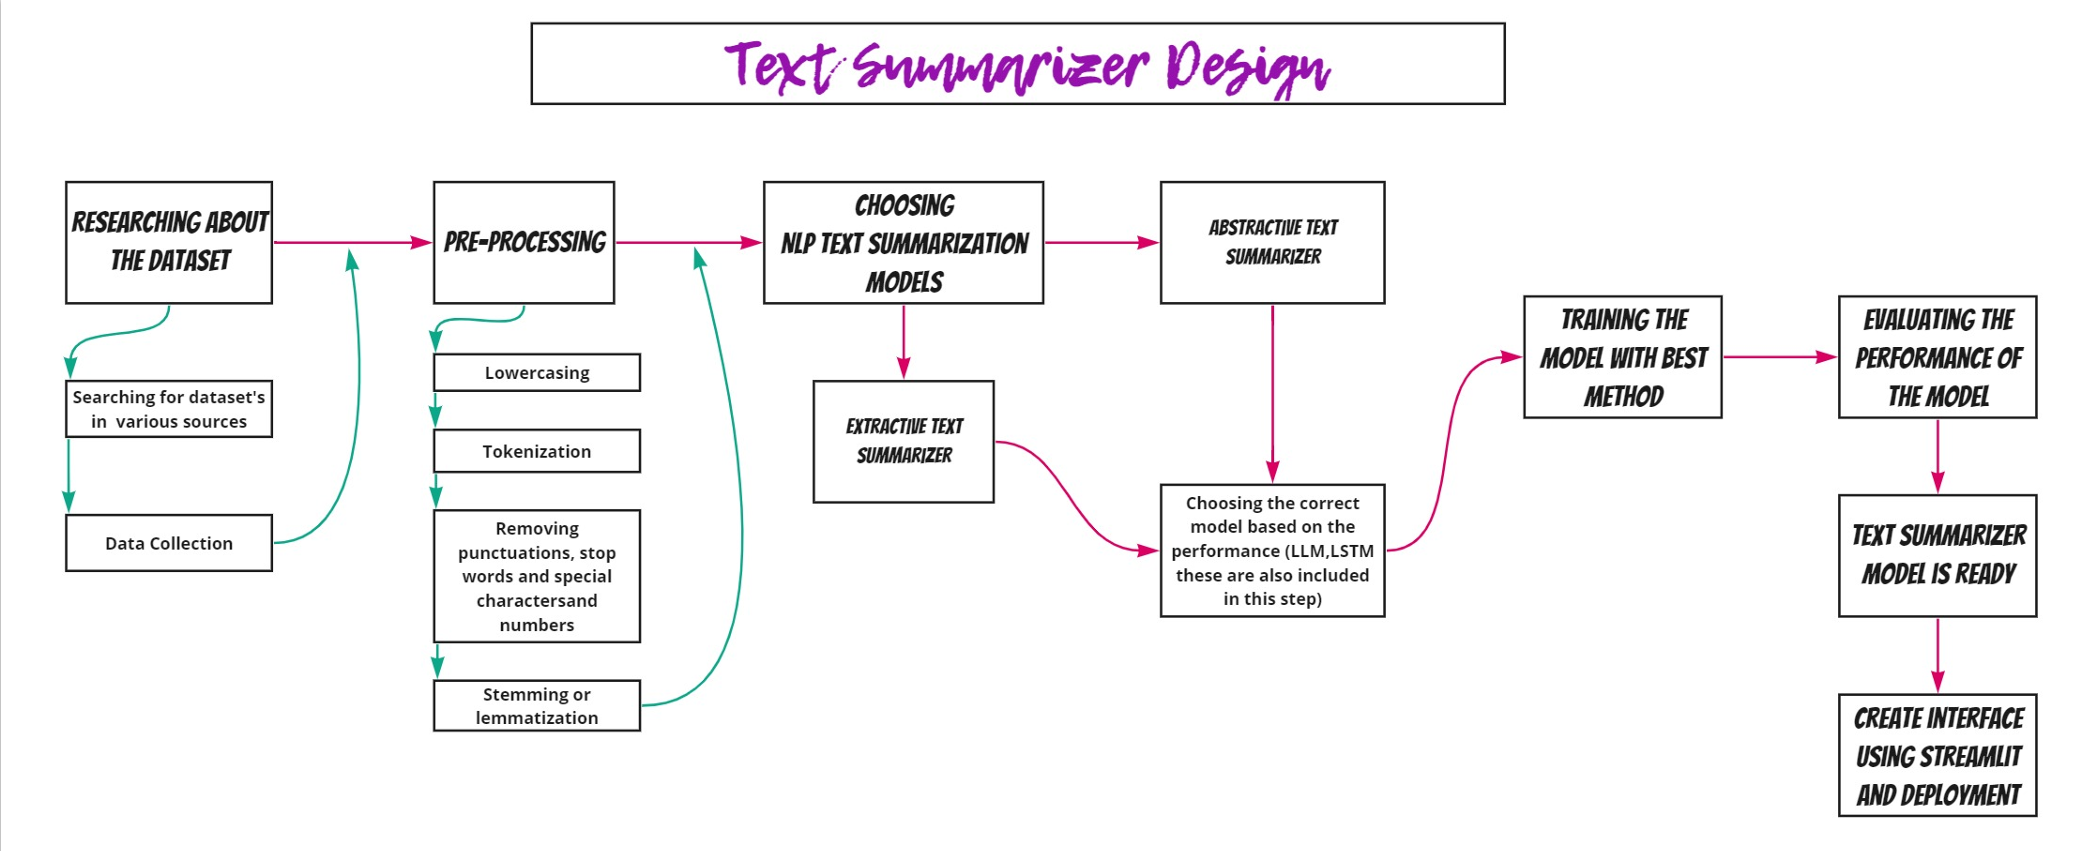 Text Summarizer Design
RESEARCHING ABOUT
THE DATASET
Searching for dataset's
in various sources
Data Collection
PRE-PROCESSING
Lowercasing
Tokenization
Removing
punctuations, stop
words and special
charactersand
numbers
Stemming or
lemmatization
CHOOSING
NLP TEXT SUMMARIZATION
MODELS
EXTRACTIVE TEXT
SUMMARIZER
ABSTRACTIVE TEXT
SUMMARIZER
Choosing the correct
model based on the
performance (LLM,LSTM
these are also included
in this step)
TRAINING THE
MODEL WITH BEST
METHOD
EVALUATING THE
PERFORMANCE OF
THE MODEL
TEXT SUMMARIZER
MODEL IS READY
CREATE INTERFACE
USING STREAMLIT
AND DEPLOYMENT